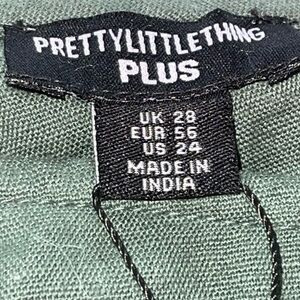 PRETTYLITTLETHING
PLUS
UK 28
EUR 56
US 24
MADE IN
INDIA